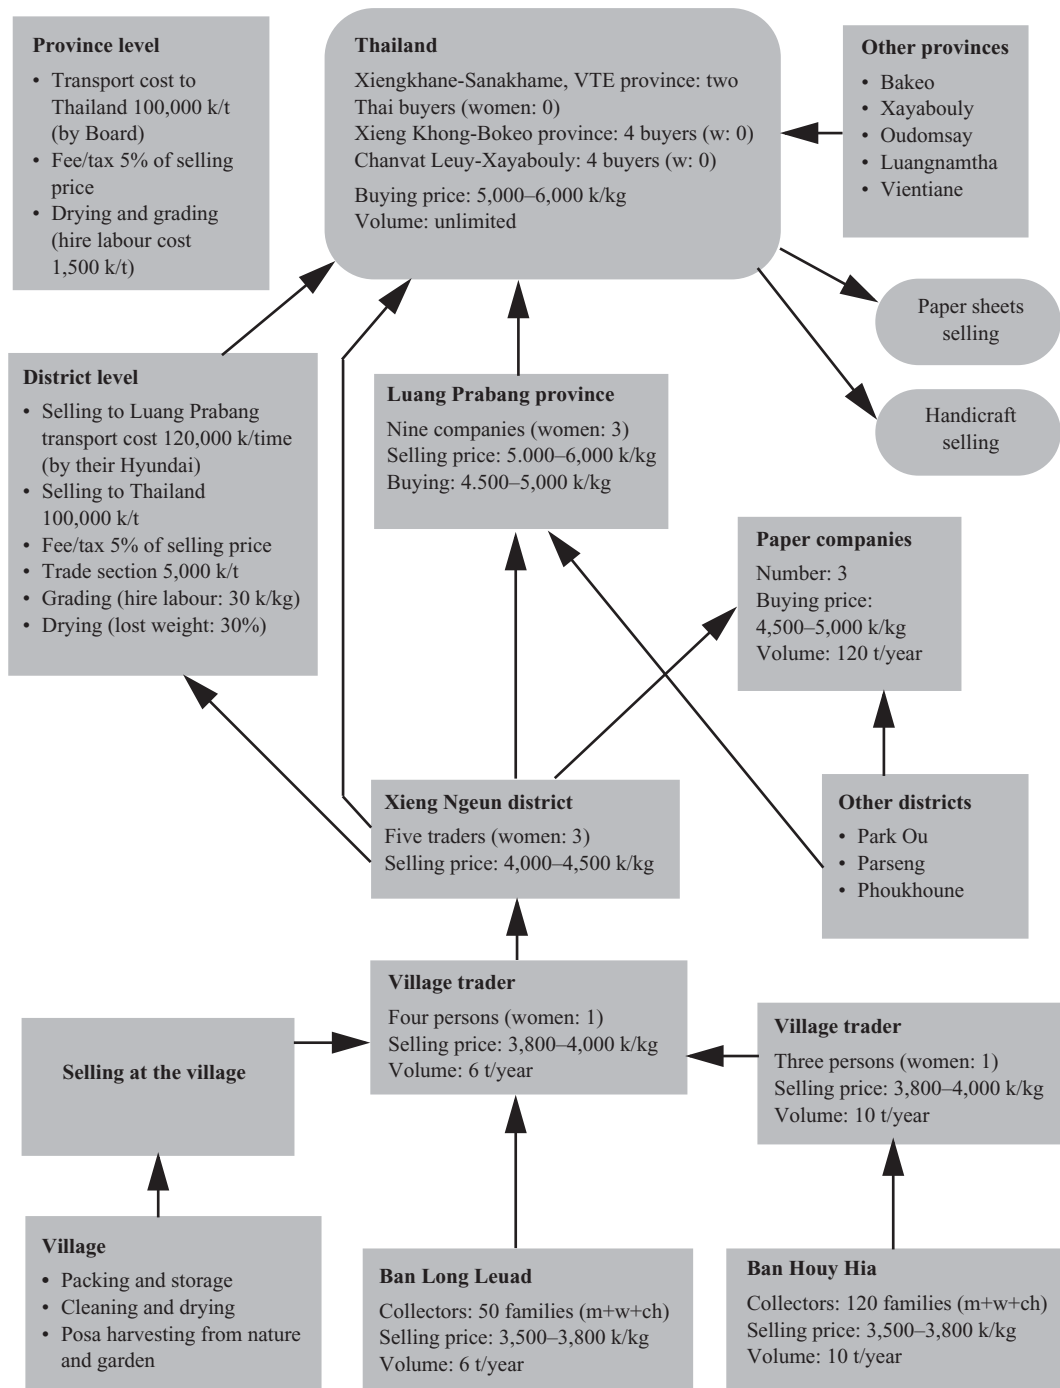 Province level
• Transport cost to
Thailand 100,000 k/t
(by Board)
• Fee/tax 5% of selling
price
• Drying and grading
(hire labour cost
1,500 k/t)
Thailand
Xiengkhane-Sanakhame, VTE province: two
Thai buyers (women: 0)
Xieng Khong-Bokeo province: 4 buyers (w: 0)
Chanvat Leuy-Xayabouly: 4 buyers (w: 0)
Buying price: 5,000–6,000 k/kg
Volume: unlimited
Other provinces
• Bakeo
• Xayabouly
• Oudomsay
• Luangnamtha
• Vientiane
Paper sheets
selling
Handicraft
selling
District level
• Selling to Luang Prabang
transport cost 120,000 k/time
(by their Hyundai)
• Selling to Thailand
100,000 k/t
• Fee/tax 5% of selling price
• Trade section 5,000 k/t
• Grading (hire labour: 30 k/kg)
• Drying (lost weight: 30%)
Luang Prabang province
Nine companies (women: 3)
Selling price: 5.000–6,000 k/kg
Buying: 4.500–5,000 k/kg
Paper companies
Number: 3
Buying price:
4,500–5,000 k/kg
Volume: 120 t/year
Xieng Ngeun district
Five traders (women: 3)
Selling price: 4,000–4,500 k/kg
Other districts
• Park Ou
• Parseng
• Phoukhoune
Village trader
Four persons (women: 1)
Selling price: 3,800–4,000 k/kg
Volume: 6 t/year
Village trader
Three persons (women: 1)
Selling price: 3,800–4,000 k/kg
Volume: 10 t/year
Selling at the village
Village
• Packing and storage
• Cleaning and drying
• Posa harvesting from nature
and garden
Ban Long Leuad
Collectors: 50 families (m+w+ch)
Selling price: 3,500–3,800 k/kg
Volume: 6 t/year
Ban Houy Hia
Collectors: 120 families (m+w+ch)
Selling price: 3,500–3,800 k/kg
Volume: 10 t/year